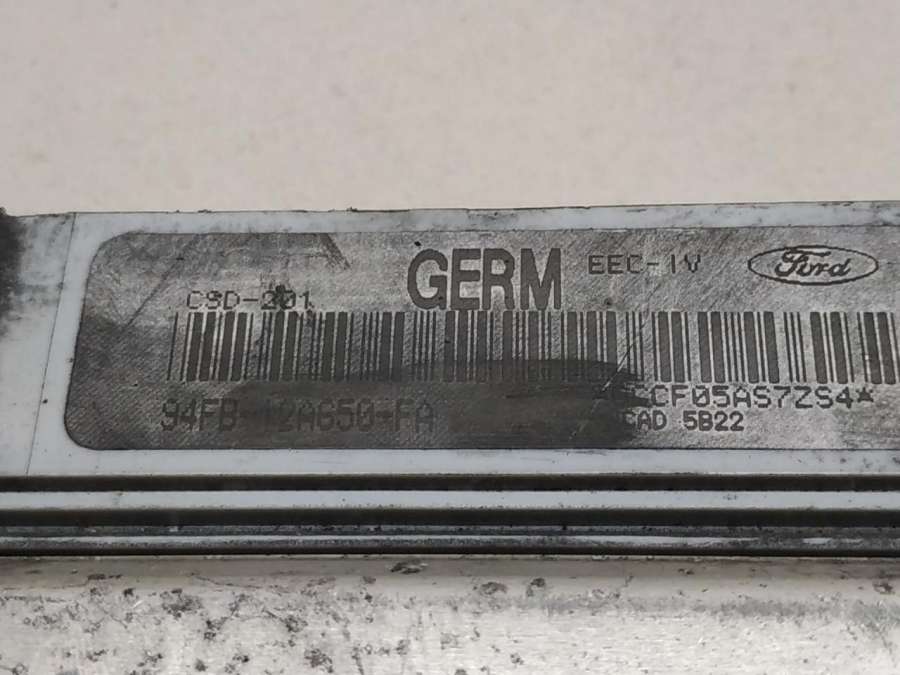 GERM EEC-IV Ford
CSD-201
CF05AS7ZS4*
94FB-12A650-FA CAD 5B22